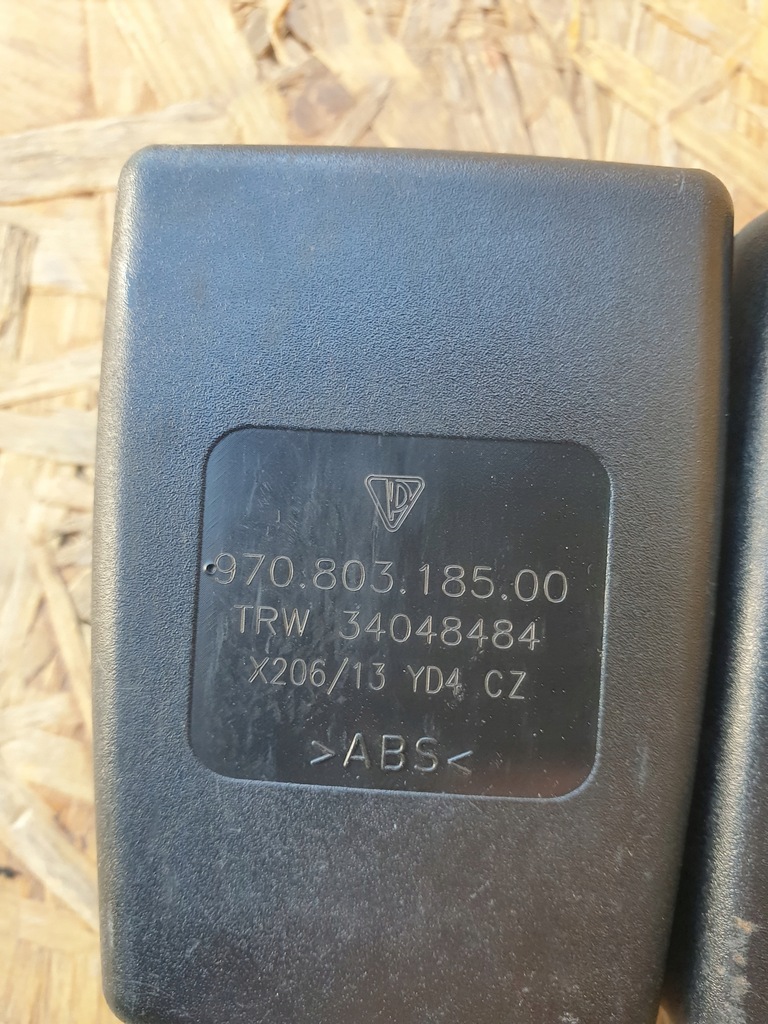 970.803.185.00
TRW 34048484
X206/13 YD4 CZ
>ABS<